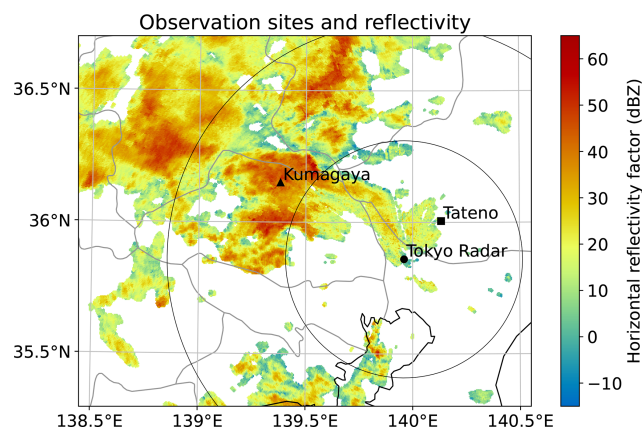 Observation sites and reflectivity
36.5°N
36°N
35.5°N
138.5°E
139°E
139.5°E
140°E
140.5°E
Kumagaya
Tateno
Tokyo Radar
60
50
40
30
20
10
0
−10
Horizontal reflectivity factor (dBZ)